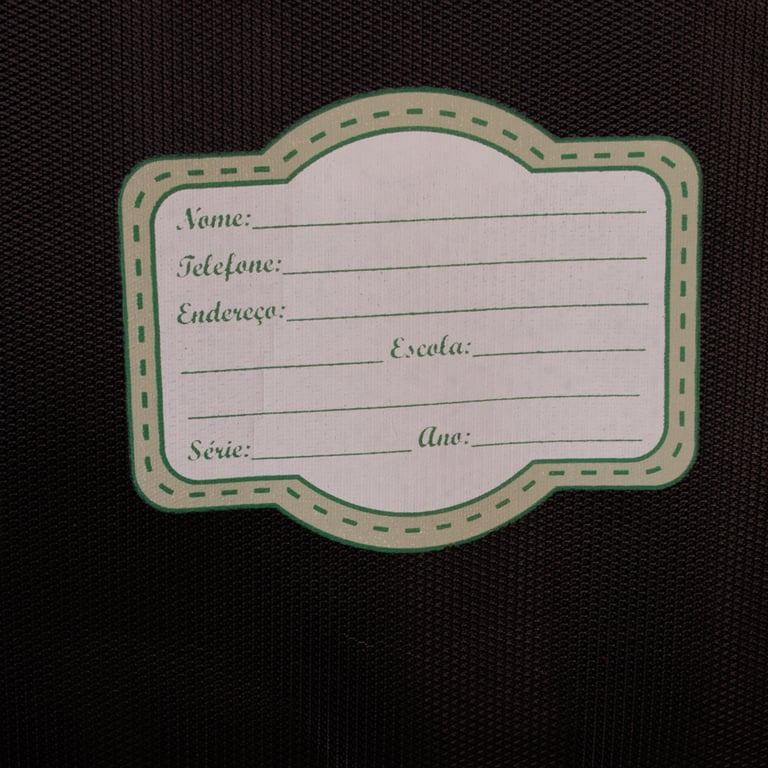 Nome:
Telefone:
Endereço:
Escola:
Série: Ano: